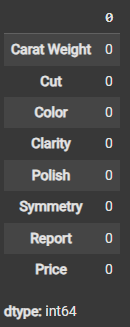 0
Carat Weight 0
Cut 0
Color 0
Clarity 0
Polish 0
Symmetry 0
Report 0
Price 0
dtype: int64